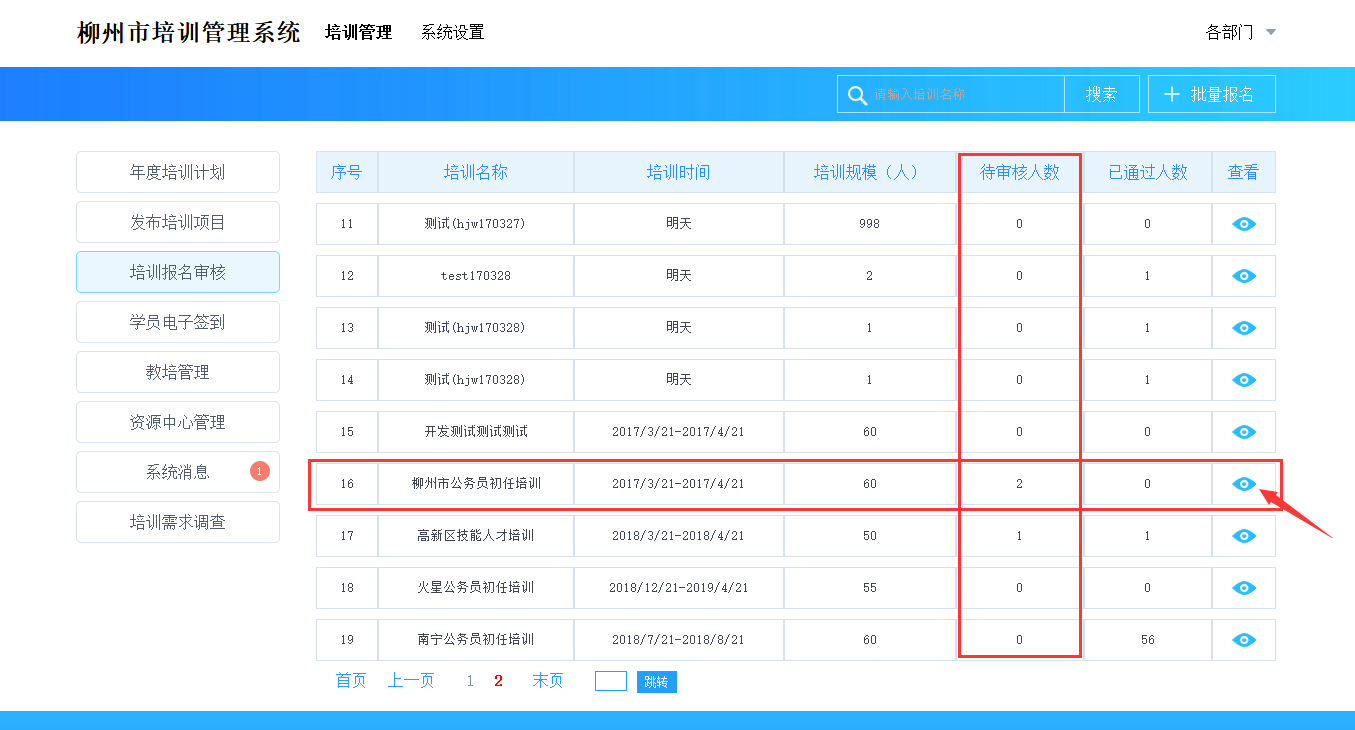 柳州市培训管理系统 培训管理 系统设置 各部门
请输入培训名称 搜索 批量报名
年度培训计划
发布培训项目
培训报名审核
学员电子签到
教培管理
资源中心管理
系统消息 1
培训需求调查
序号 培训名称 培训时间 培训规模（人） 待审核人数 已通过人数 查看
11 测试(hjw170327) 明天 998 0 0
12 test170328 明天 2 0 1
13 测试(hjw170328) 明天 1 0 1
14 测试(hjw170328) 明天 1 0 1
15 开发测试测试测试 2017/3/21-2017/4/21 60 0 0
16 柳州市公务员初任培训 2017/3/21-2017/4/21 60 2 0
17 高新区技能人才培训 2018/3/21-2018/4/21 50 1 1
18 火星公务员初任培训 2018/12/21-2019/4/21 55 0 0
19 南宁公务员初任培训 2018/7/21-2018/8/21 60 0 56
首页 上一页 1 2 末页 跳转